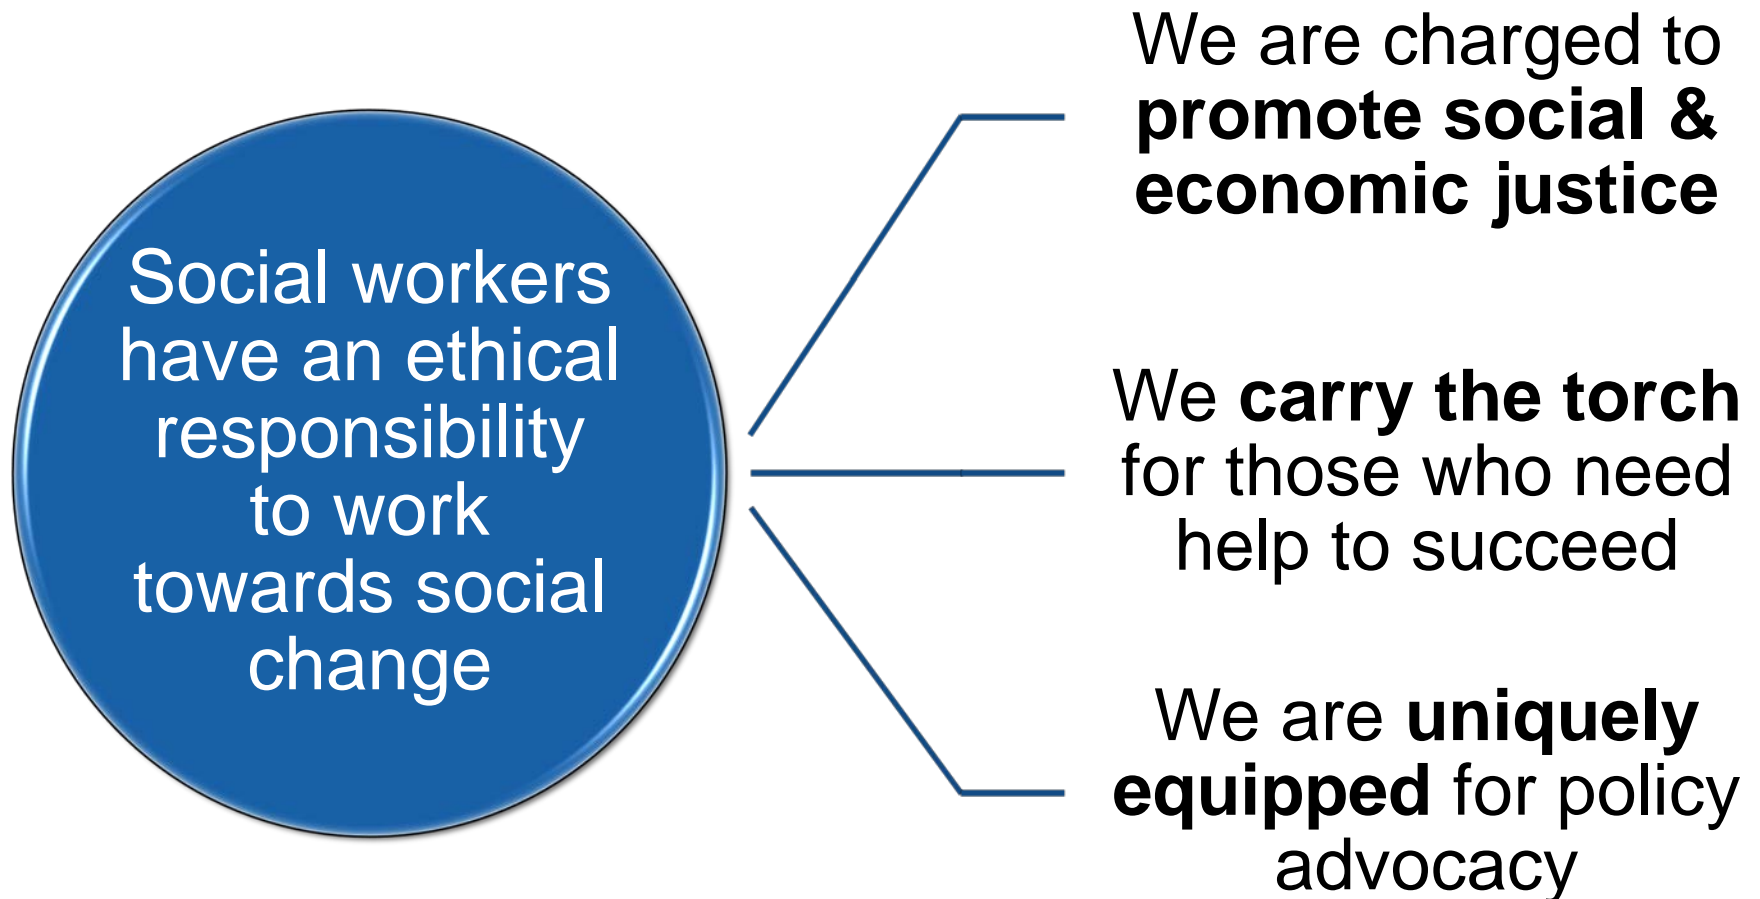 Social workers
have an ethical
responsibility
to work
towards social
change
We are charged to
promote social &
economic justice
We carry the torch
for those who need
help to succeed
We are uniquely
equipped for policy
advocacy